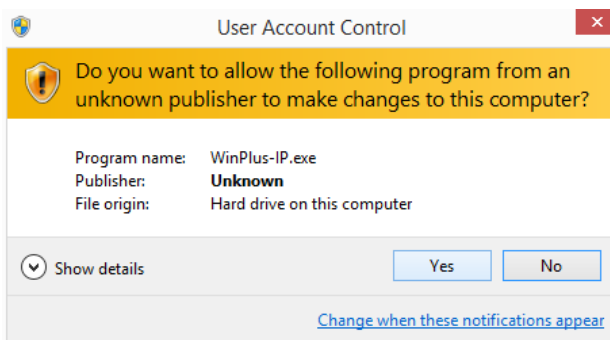 User Account Control
Do you want to allow the following program from an
unknown publisher to make changes to this computer?
Program name: WinPlus-IP.exe
Publisher: Unknown
File origin: Hard drive on this computer
Show details Yes No
Change when these notifications appear